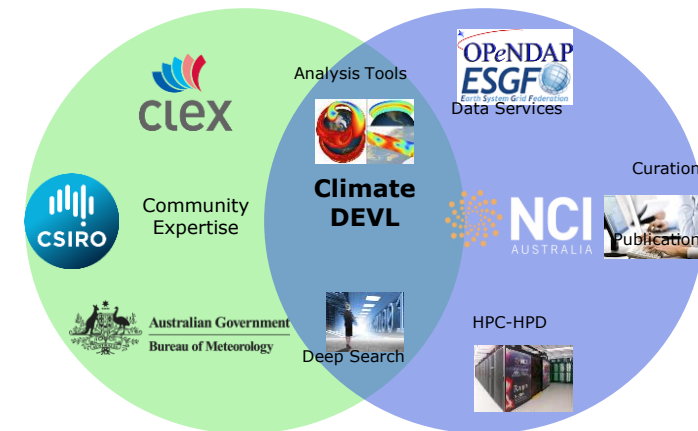 clex
CSIRO
Community
Expertise
Australian Government
Bureau of Meteorology
Analysis Tools
Climate
DEVL
Deep Search
OPeNDAP
ESGF
Earth System Grid Federation
Data Services
NCI
AUSTRALIA
Curation
Publication
HPC-HPD